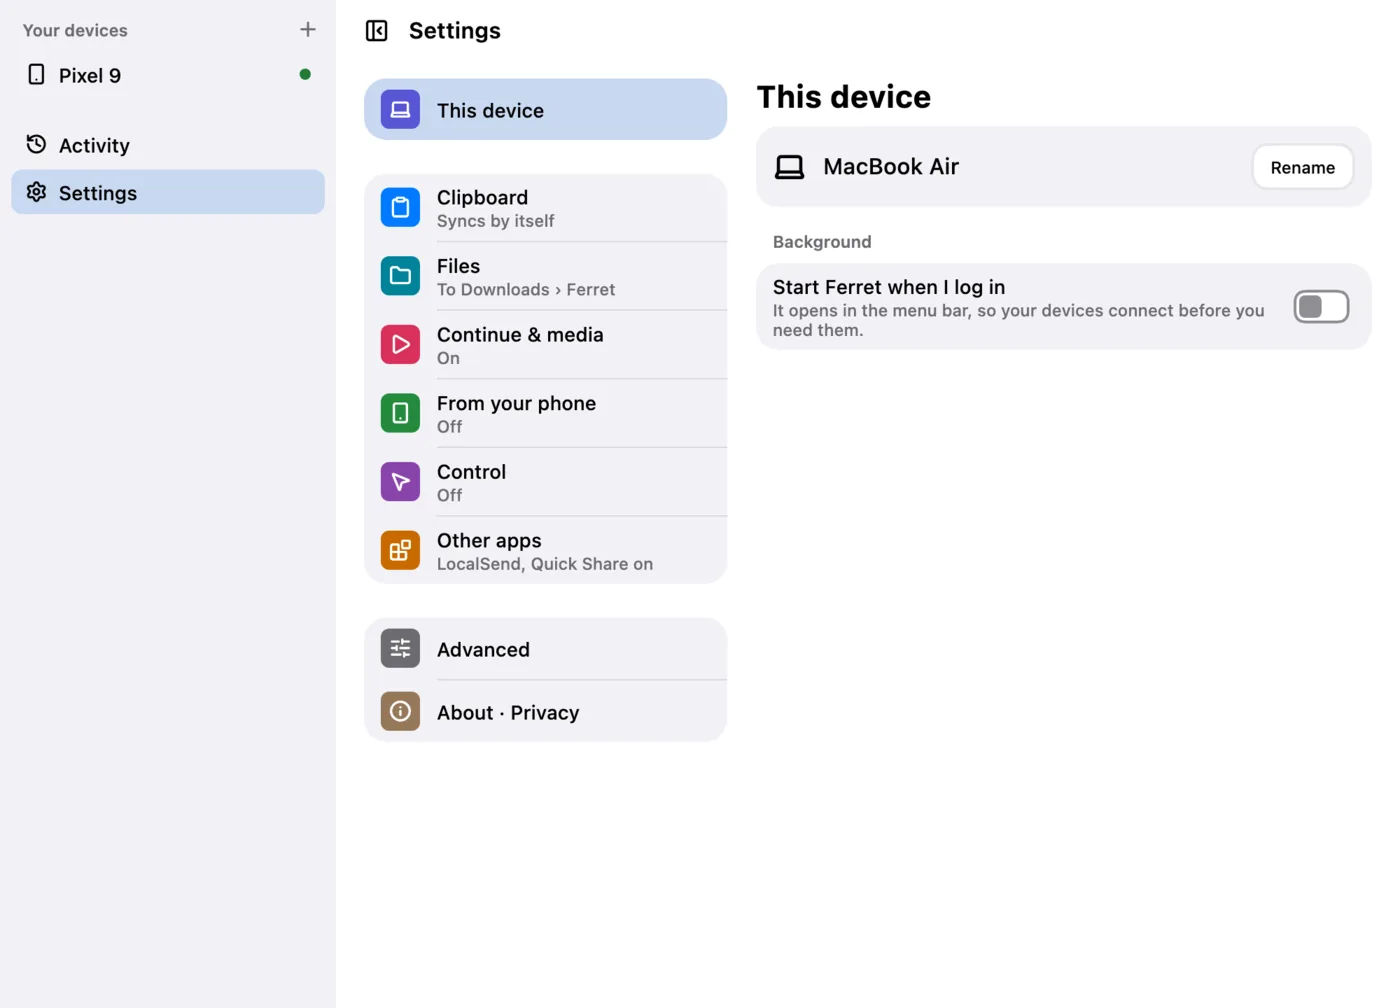 Your devices
Pixel 9
Activity
Settings
Settings
This device
Clipboard
Syncs by itself
Files
To Downloads › Ferret
Continue & media
On
From your phone
Off
Control
Off
Other apps
LocalSend, Quick Share on
Advanced
About · Privacy
This device
MacBook Air
Rename
Background
Start Ferret when I log in
It opens in the menu bar, so your devices connect before you
need them.